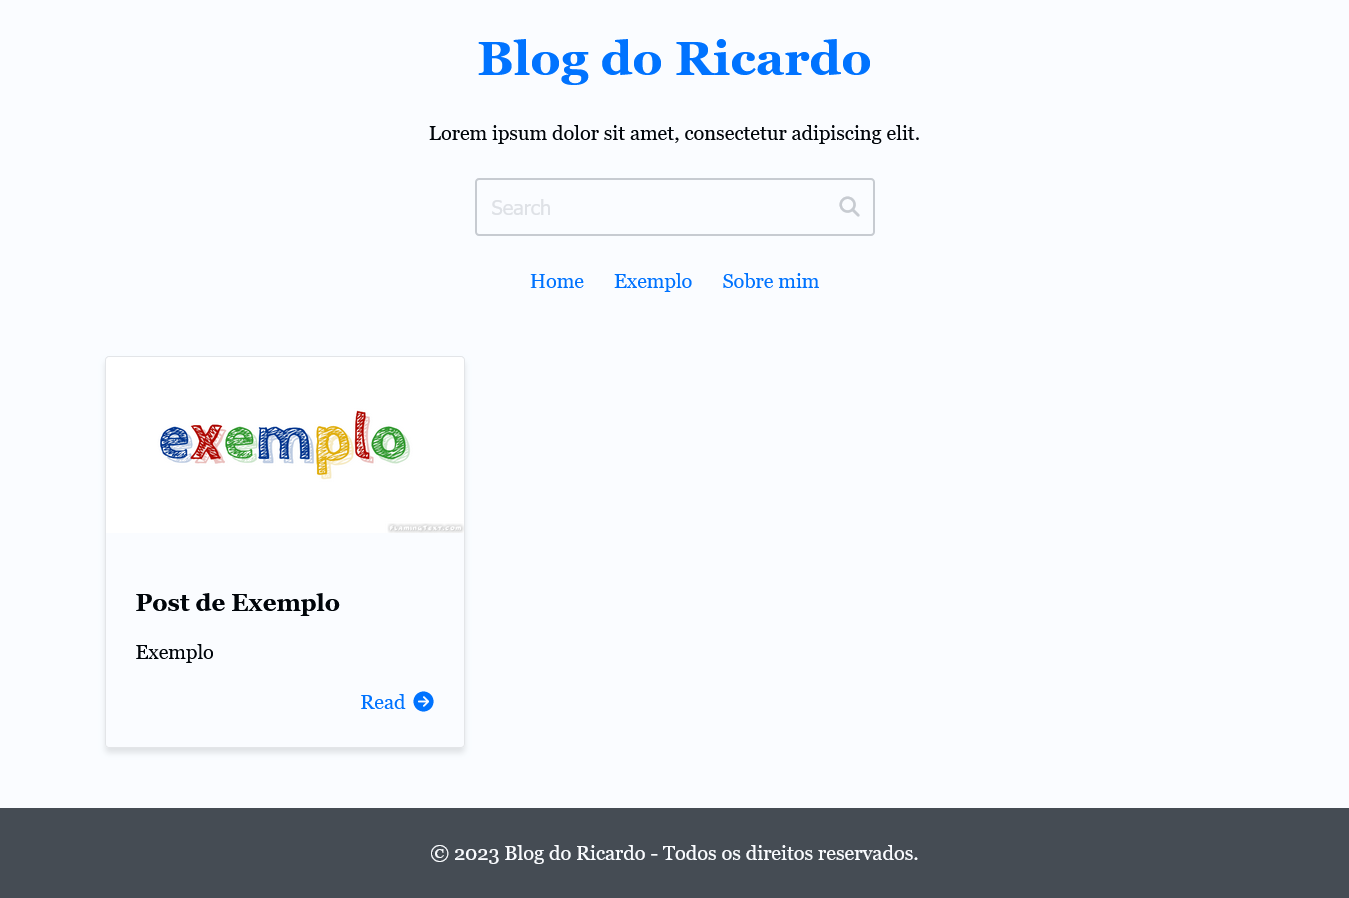 Blog do Ricardo
Lorem ipsum dolor sit amet, consectetur adipiscing elit.
Search
Home Exemplo Sobre mim
exemplo
FlamingText.com
Post de Exemplo
Exemplo
Read
© 2023 Blog do Ricardo - Todos os direitos reservados.